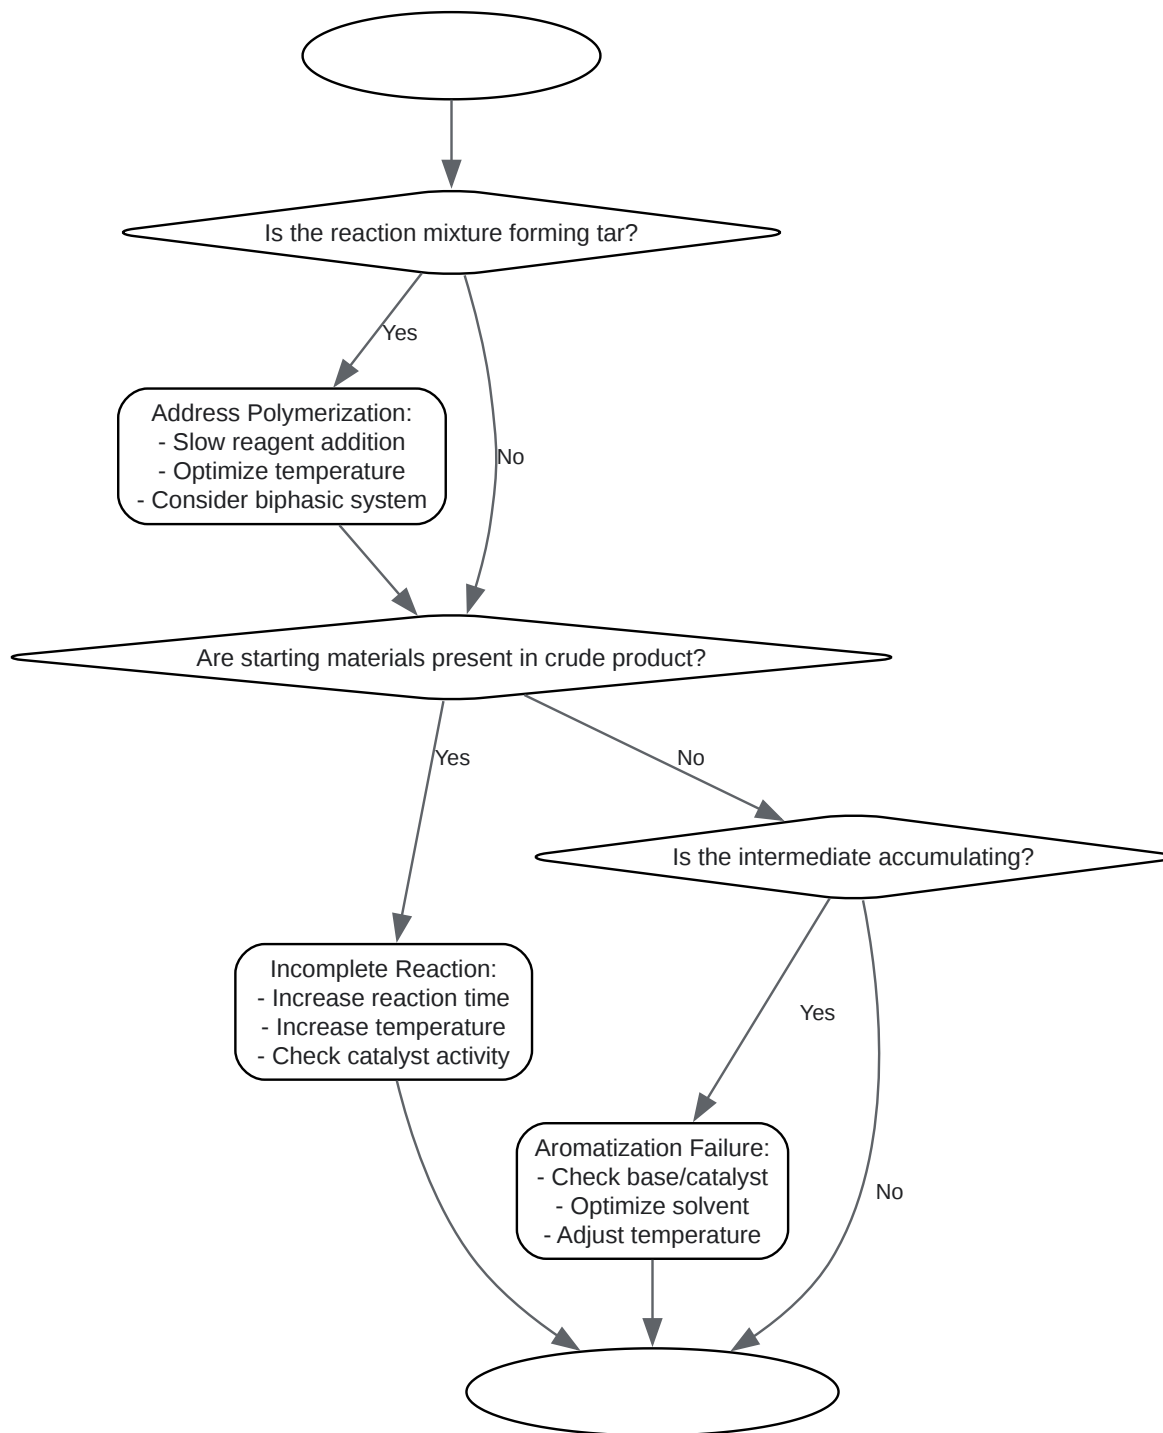 Is the reaction mixture forming tar?
Yes
No
Address Polymerization:
- Slow reagent addition
- Optimize temperature
- Consider biphasic system
Are starting materials present in crude product?
Yes
No
Is the intermediate accumulating?
Incomplete Reaction:
- Increase reaction time
- Increase temperature
- Check catalyst activity
Yes
Aromatization Failure:
- Check base/catalyst
- Optimize solvent
- Adjust temperature
No